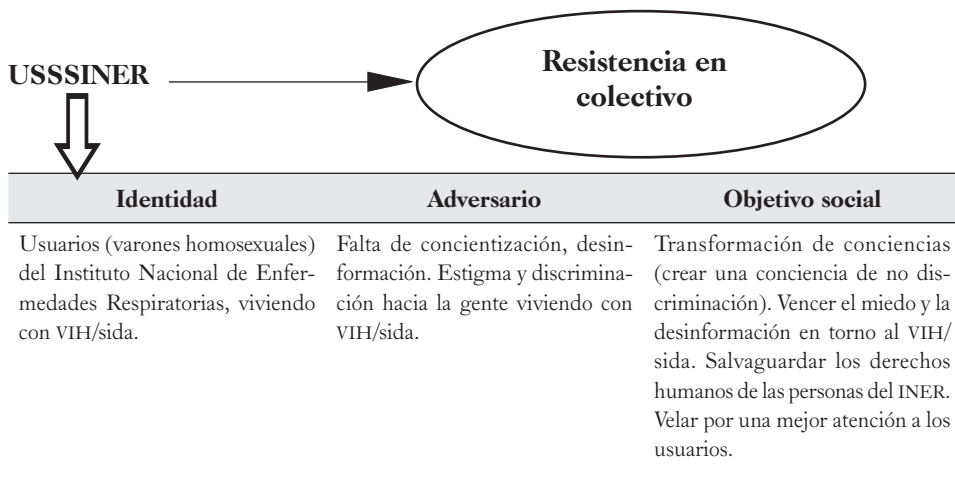 USSSINER
Resistencia en
colectivo
Identidad
Adversario
Objetivo social
Usuarios (varones homosexuales)
del Instituto Nacional de Enfer-
medades Respiratorias, viviendo
con VIH/sida.
Falta de concientización, desin-
formación. Estigma y discrimina-
ción hacia la gente viviendo con
VIH/sida.
Transformación de conciencias
(crear una conciencia de no dis-
criminación). Vencer el miedo y la
desinformación en torno al VIH/
sida. Salvaguardar los derechos
humanos de las personas del INER.
Velar por una mejor atención a los
usuarios.